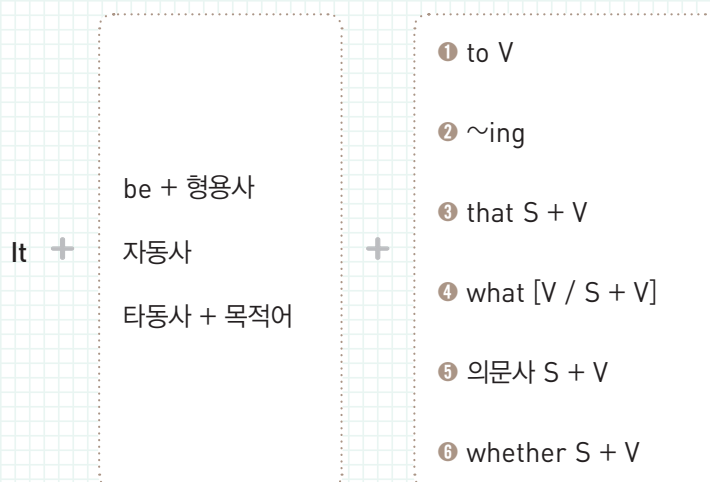 It +
be + 형용사
자동사
타동사 + 목적어
+
❶ to V
❷ ~ing
❸ that S + V
❹ what [V / S + V]
❺ 의문사 S + V
❻ whether S + V